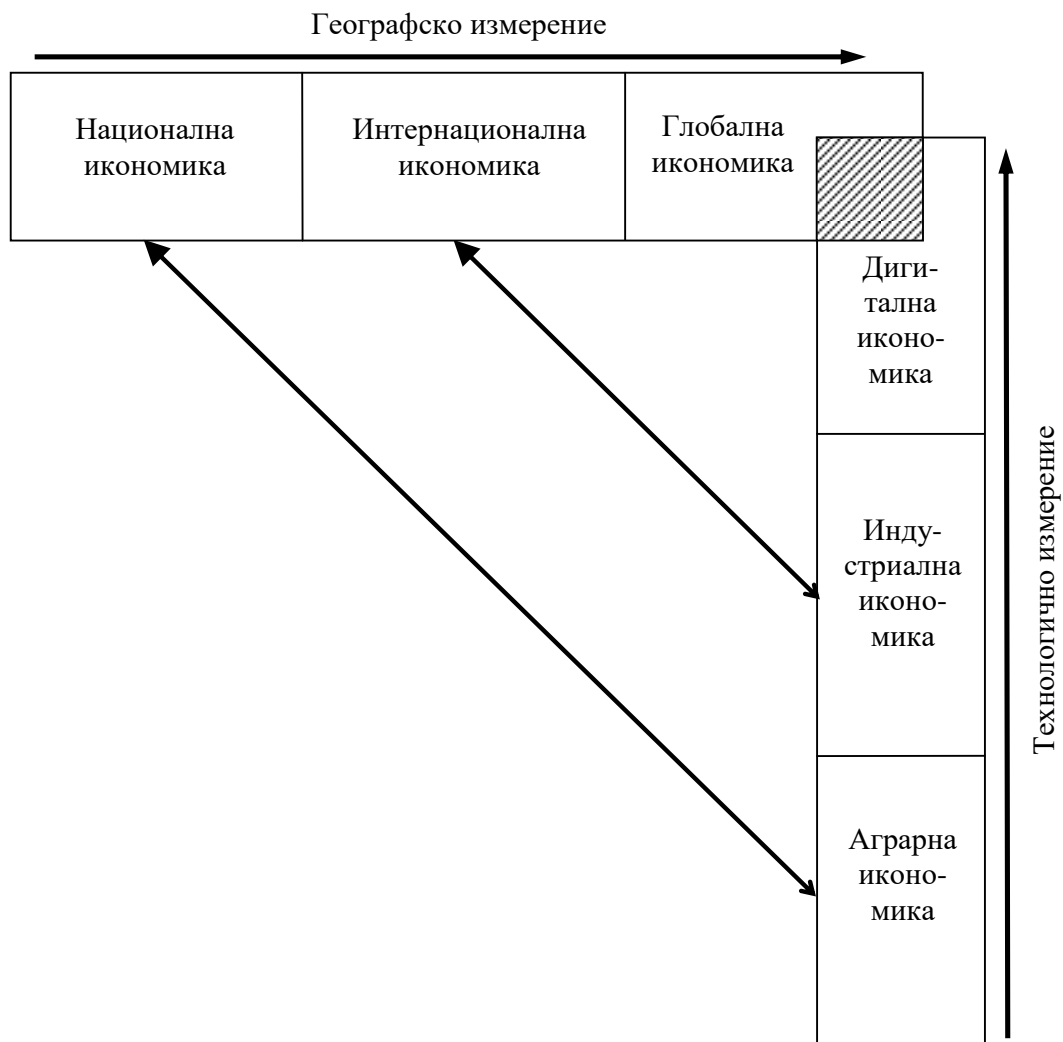 Географско измерение
Национална
икономика
Интернационална
икономика
Глобална
икономика
Диги-
тална
иконо-
мика
Инду-
стриална
иконо-
мика
Аграрна
иконо-
мика
Технологично измерение